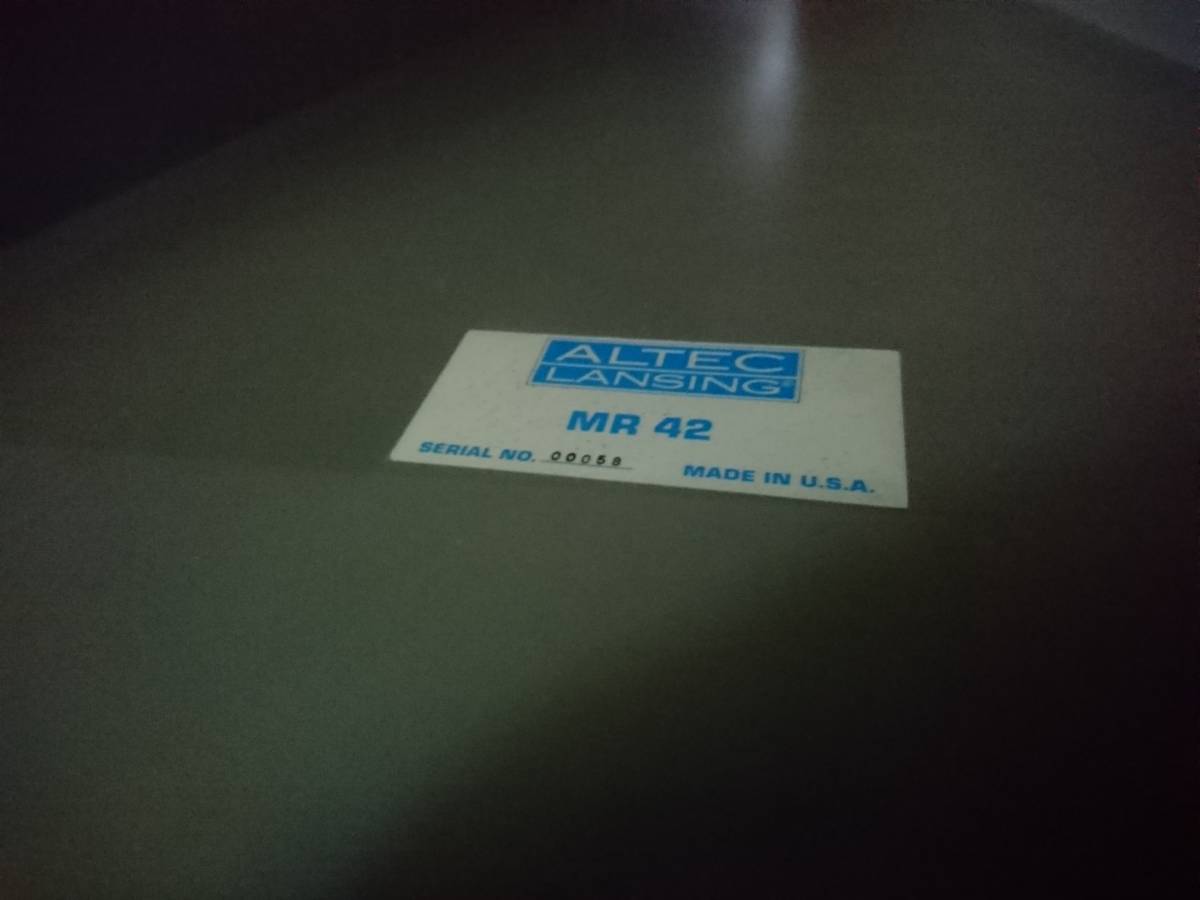 ALTEC
LANSING®
MR 42
SERIAL NO. 00058
MADE IN U.S.A.